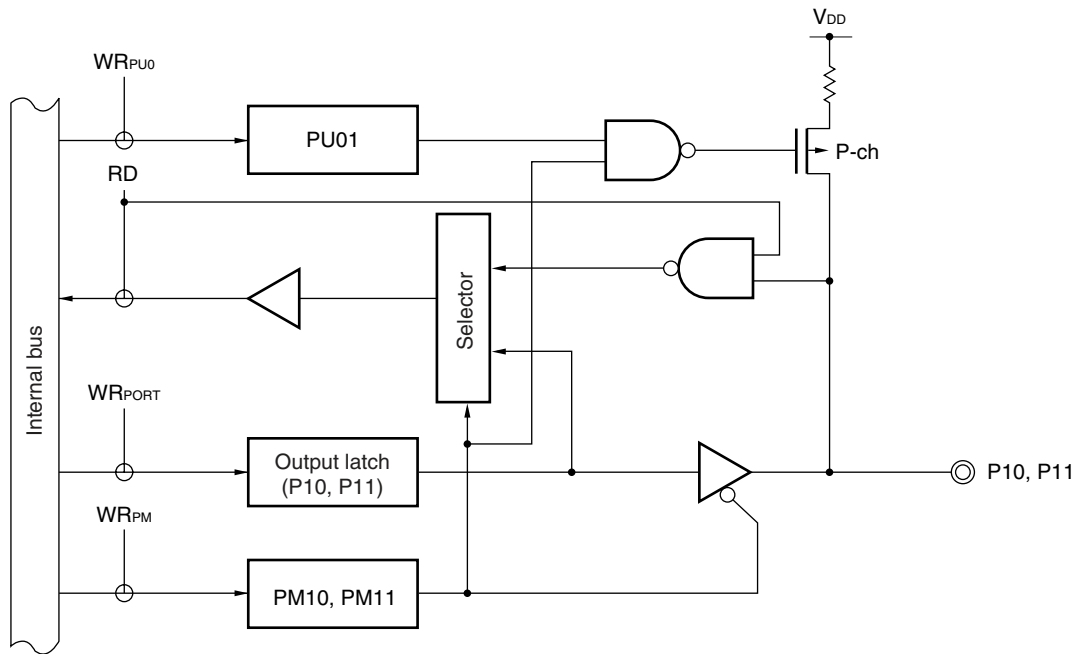 VDD
WRPU0
PU01
P-ch
RD
Selector
Internal bus
WRPORT
Output latch
(P10, P11)
P10, P11
WRPM
PM10, PM11